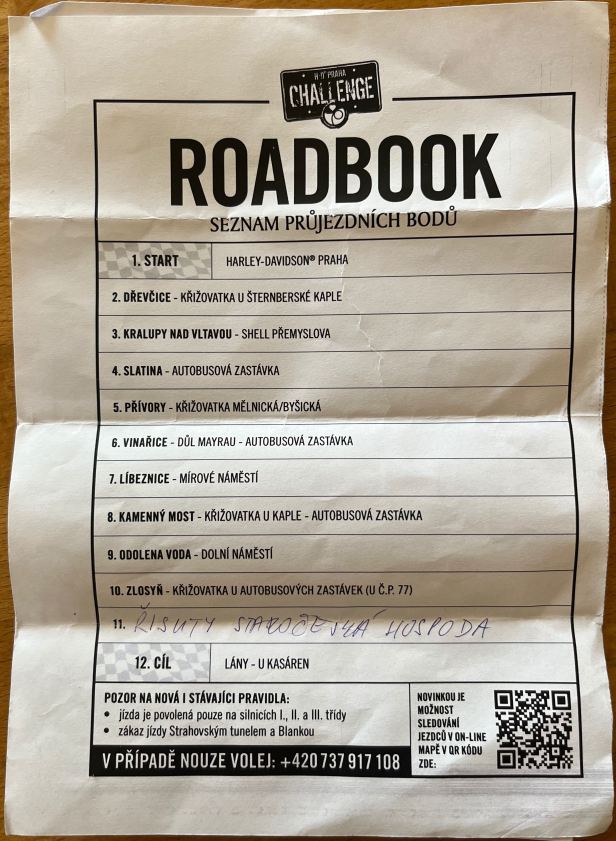 H-D® PRAHA
CHALLENGE
ROADBOOK
SEZNAM PRŮJEZDNÍCH BODŮ
1. START HARLEY-DAVIDSON® PRAHA
2. DŘEVČICE - KŘIŽOVATKA U ŠTERNBERSKÉ KAPLE
3. KRALUPY NAD VLTAVOU - SHELL PŘEMYSLOVA
4. SLATINA - AUTOBUSOVÁ ZASTÁVKA
5. PŘÍVORY - KŘIŽOVATKA MĚLNICKÁ/BYŠICKÁ
6. VINAŘICE - DŮL MAYRAU - AUTOBUSOVÁ ZASTÁVKA
7. LÍBEZNICE - MÍROVÉ NÁMĚSTÍ
8. KAMENNÝ MOST - KŘIŽOVATKA U KAPLE - AUTOBUSOVÁ ZASTÁVKA
9. ODOLENA VODA - DOLNÍ NÁMĚSTÍ
10. ZLOSYŇ - KŘIŽOVATKA U AUTOBUSOVÝCH ZASTÁVEK (U Č.P. 77)
11. ŘISUTY STAROČESKÁ HOSPODA
12. CÍL LÁNY - U KASÁREN
POZOR NA NOVÁ I STÁVAJÍCI PRAVIDLA:
• jízda je povolená pouze na silnicích I., II. a III. třídy
• zákaz jízdy Strahovským tunelem a Blankou
V PŘÍPADĚ NOUZE VOLEJ: +420 737 917 108
NOVINKOU JE
MOŽNOST
SLEDOVÁNÍ
JEZDCŮ V ON-LINE
MAPĚ V QR KÓDU
ZDE: